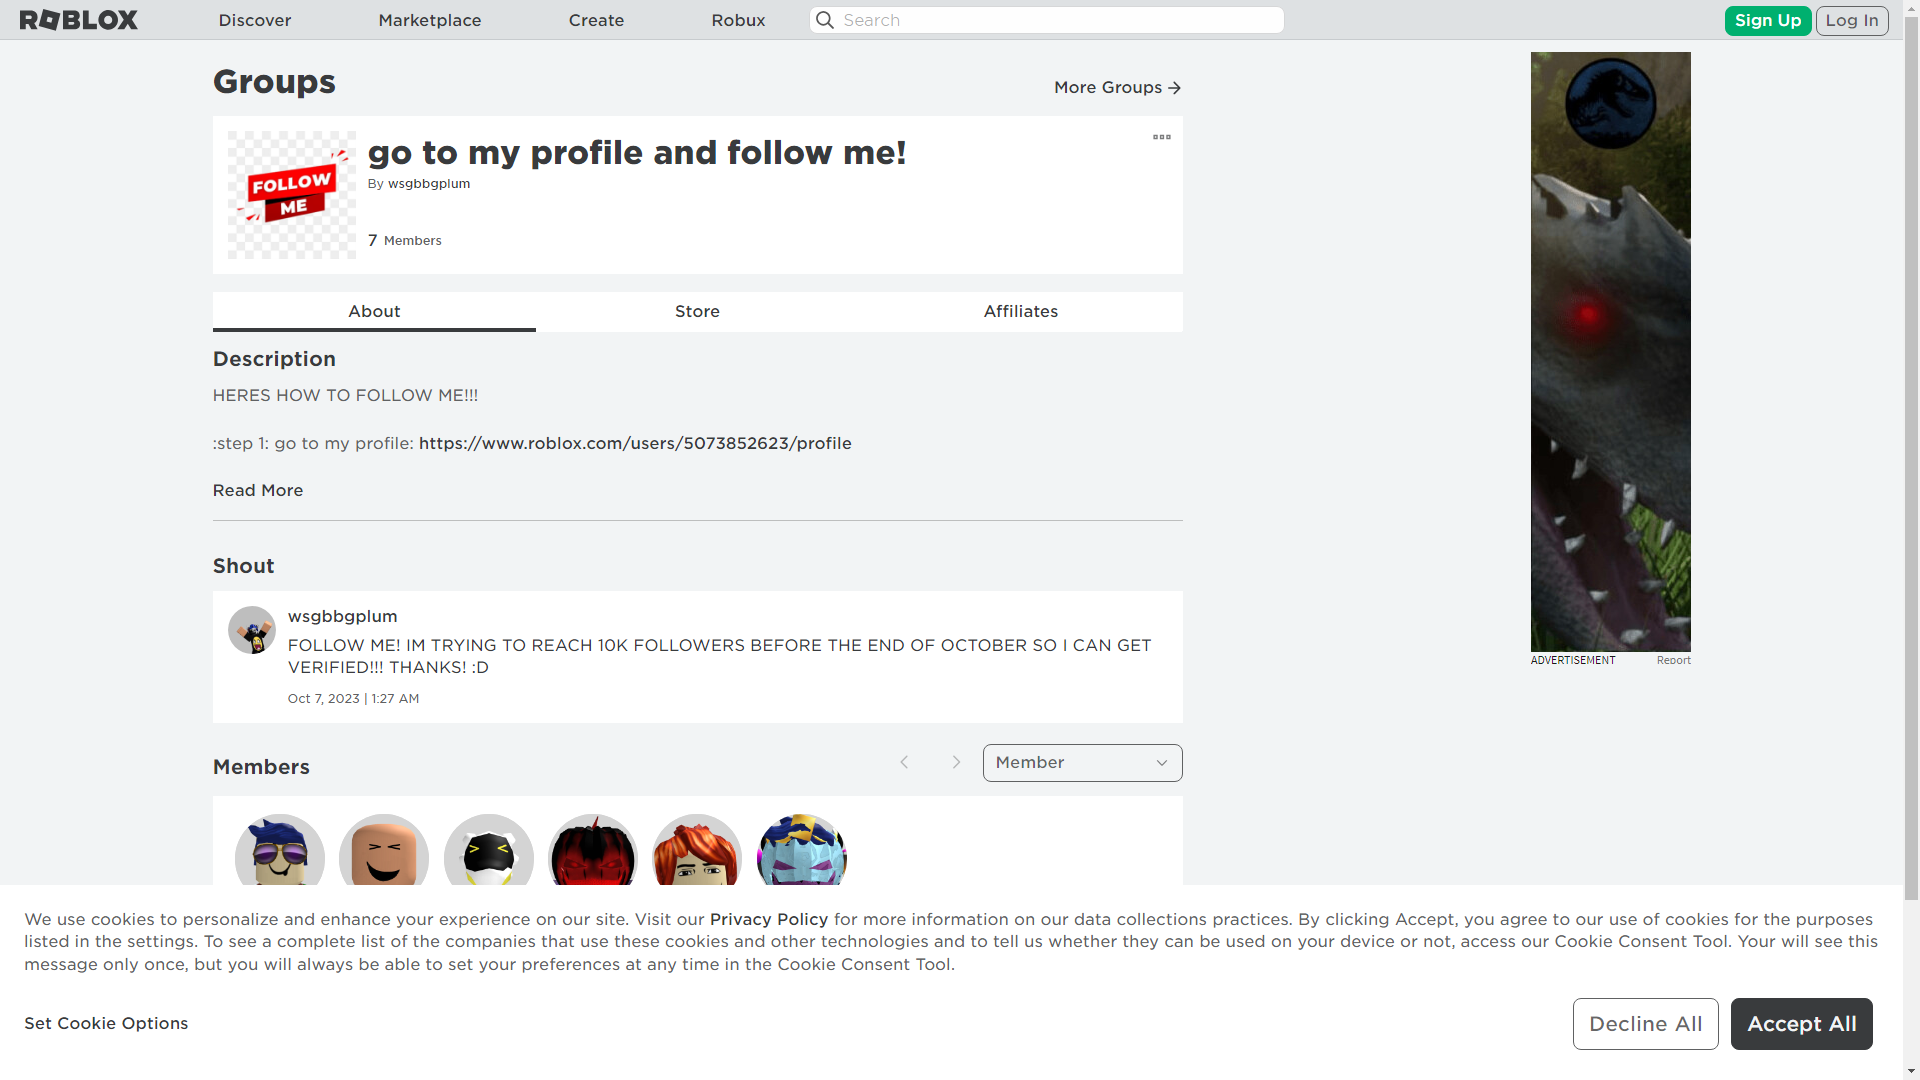 ROBLOX
Discover
Marketplace
Create
Robux
Search
Sign Up
Log In
Groups
More Groups
FOLLOW
ME
go to my profile and follow me!
By wsgbbgplum
7 Members
About
Store
Affiliates
Description
HERES HOW TO FOLLOW ME!!!
:step 1: go to my profile: https://www.roblox.com/users/5073852623/profile
Read More
Shout
wsgbbgplum
FOLLOW ME! IM TRYING TO REACH 10K FOLLOWERS BEFORE THE END OF OCTOBER SO I CAN GET
VERIFIED!!! THANKS! :D
Oct 7, 2023 | 1:27 AM
Members
Member
ADVERTISEMENT
Report
We use cookies to personalize and enhance your experience on our site. Visit our Privacy Policy for more information on our data collections practices. By clicking Accept, you agree to our use of cookies for the purposes
listed in the settings. To see a complete list of the companies that use these cookies and other technologies and to tell us whether they can be used on your device or not, access our Cookie Consent Tool. Your will see this
message only once, but you will always be able to set your preferences at any time in the Cookie Consent Tool.
Set Cookie Options
Decline All
Accept All